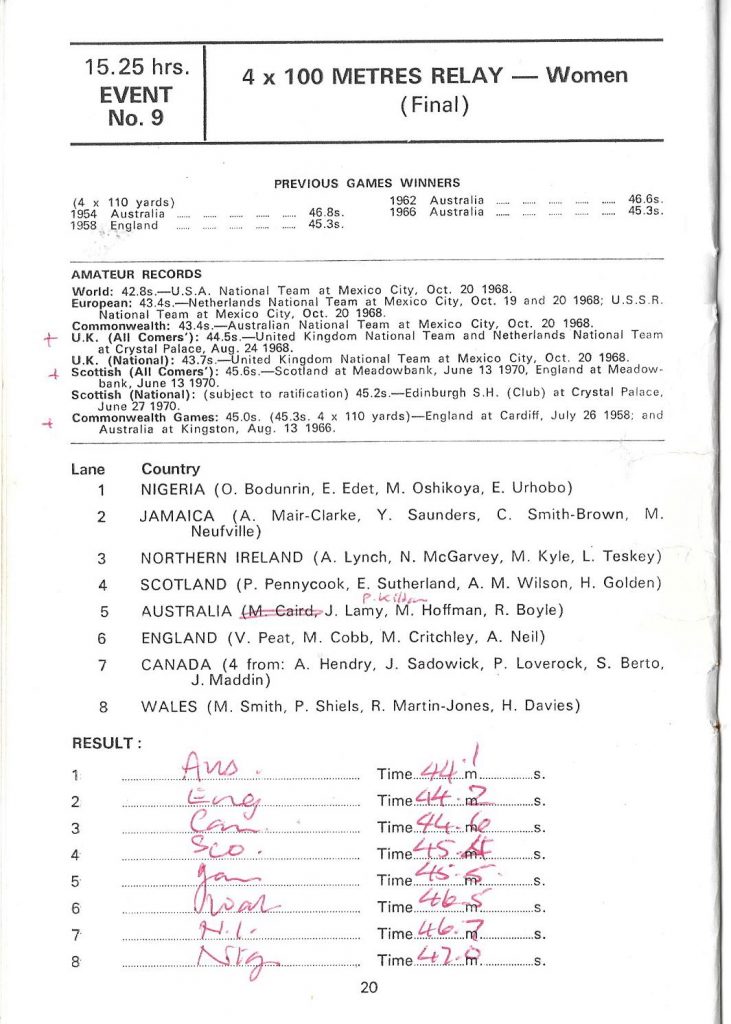 15.25 hrs.
EVENT
No. 9
4 x 100 METRES RELAY — Women
(Final)
PREVIOUS GAMES WINNERS
(4 x 110 yards)
1954 Australia ...... ...... ...... ...... ...... 46.8s.
1958 England ...... ...... ...... ...... ...... 45.3s.
1962 Australia ...... ...... ...... ...... ...... 46.6s.
1966 Australia ...... ...... ...... ...... ...... 45.3s.
AMATEUR RECORDS
World: 42.8s.—U.S.A. National Team at Mexico City, Oct. 20 1968.
European: 43.4s.—Netherlands National Team at Mexico City, Oct. 19 and 20 1968; U.S.S.R.
National Team at Mexico City, Oct. 20 1968.
Commonwealth: 43.4s.—Australian National Team at Mexico City, Oct. 20 1968.
+ U.K. (All Comers'): 44.5s.—United Kingdom National Team and Netherlands National Team
at Crystal Palace, Aug. 24 1968.
U.K. (National): 43.7s.—United Kingdom National Team at Mexico City, Oct. 20 1968.
+ Scottish (All Comers'): 45.6s.—Scotland at Meadowbank, June 13 1970, England at Meadow-
bank, June 13 1970.
Scottish (National): (subject to ratification) 45.2s.—Edinburgh S.H. (Club) at Crystal Palace,
June 27 1970.
+ Commonwealth Games: 45.0s. (45.3s. 4 x 110 yards)—England at Cardiff, July 26 1958; and
Australia at Kingston, Aug. 13 1966.
Lane Country
1 NIGERIA (O. Bodunrin, E. Edet, M. Oshikoya, E. Urhobo)
2 JAMAICA (A. Mair-Clarke, Y. Saunders, C. Smith-Brown, M.
Neufville)
3 NORTHERN IRELAND (A. Lynch, N. McGarvey, M. Kyle, L. Teskey)
4 SCOTLAND (P. Pennycook, E. Sutherland, A. M. Wilson, H. Golden)
P.
5 AUSTRALIA (M. Caird, J. Lamy, M. Hoffman, R. Boyle)
6 ENGLAND (V. Peat, M. Cobb, M. Critchley, A. Neil)
7 CANADA (4 from: A. Hendry, J. Sadowick, P. Loverock, S. Berto,
J. Maddin)
8 WALES (M. Smith, P. Shiels, R. Martin-Jones, H. Davies)
RESULT :
1 Aus. Time 44.1 m s.
2 Eng Time 44.2 m s.
3 Can Time 44.6 m s.
4 Sco. Time 45. m s.
5 Jam Time 45.5 m s.
6 Time 46.5 m s.
7 N.I. Time 46.7 m s.
8 Nig Time 47.0 m s.
20